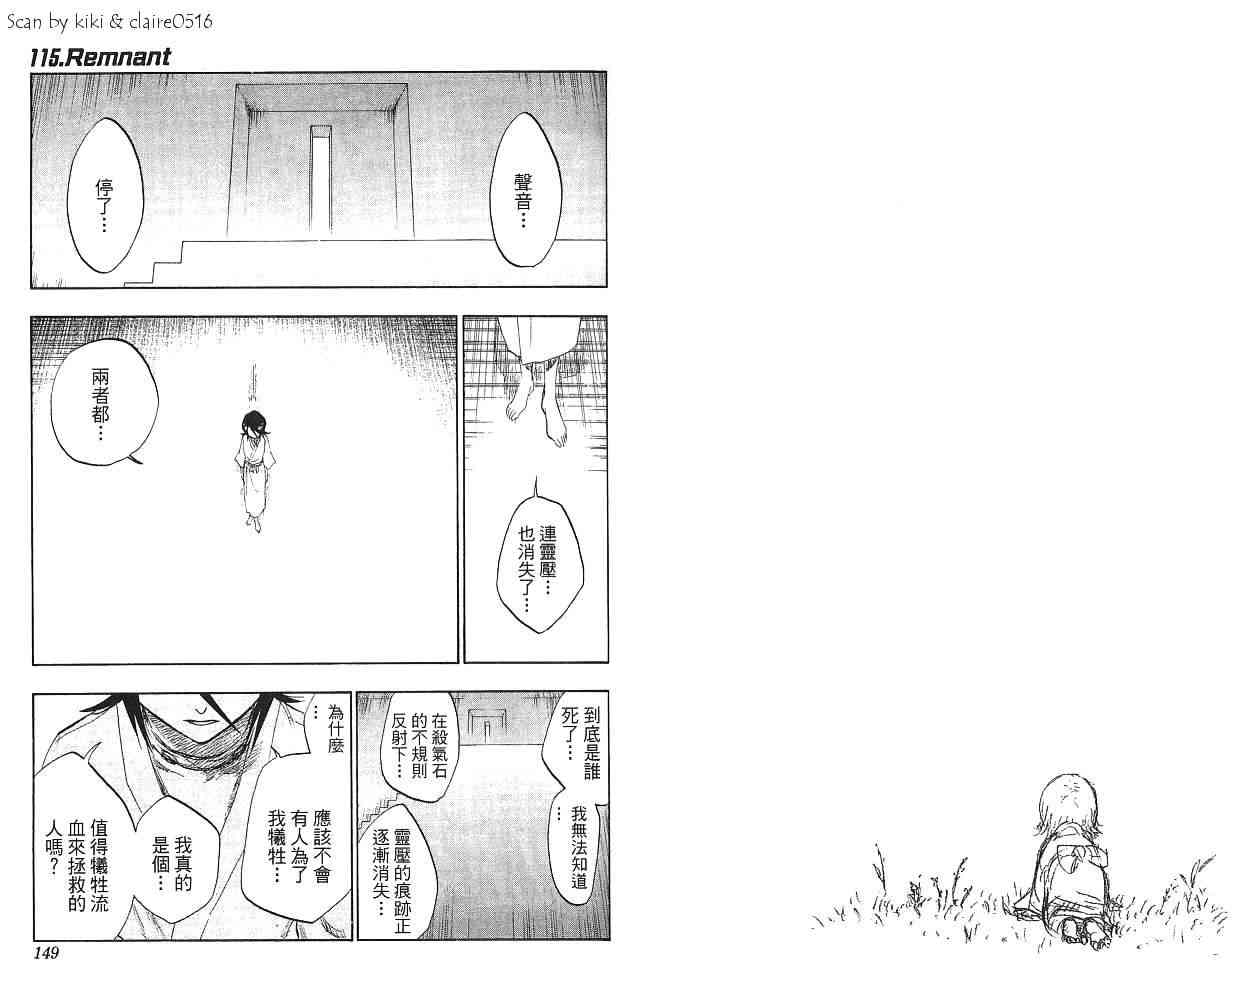 Scan by kiki & claire0516
115.Remnant
聲音…
停了…
連靈壓…
也消失了…
兩者都…
到底是誰
死了…
我無法知道
…
在殺氣石
的不規則
反射下…
靈壓的痕跡正
逐漸消失…
為什麼
…
應該不會
有人為了
我犧牲…
我真的
是個…
值得犧牲流
血來拯救的
人嗎？
149